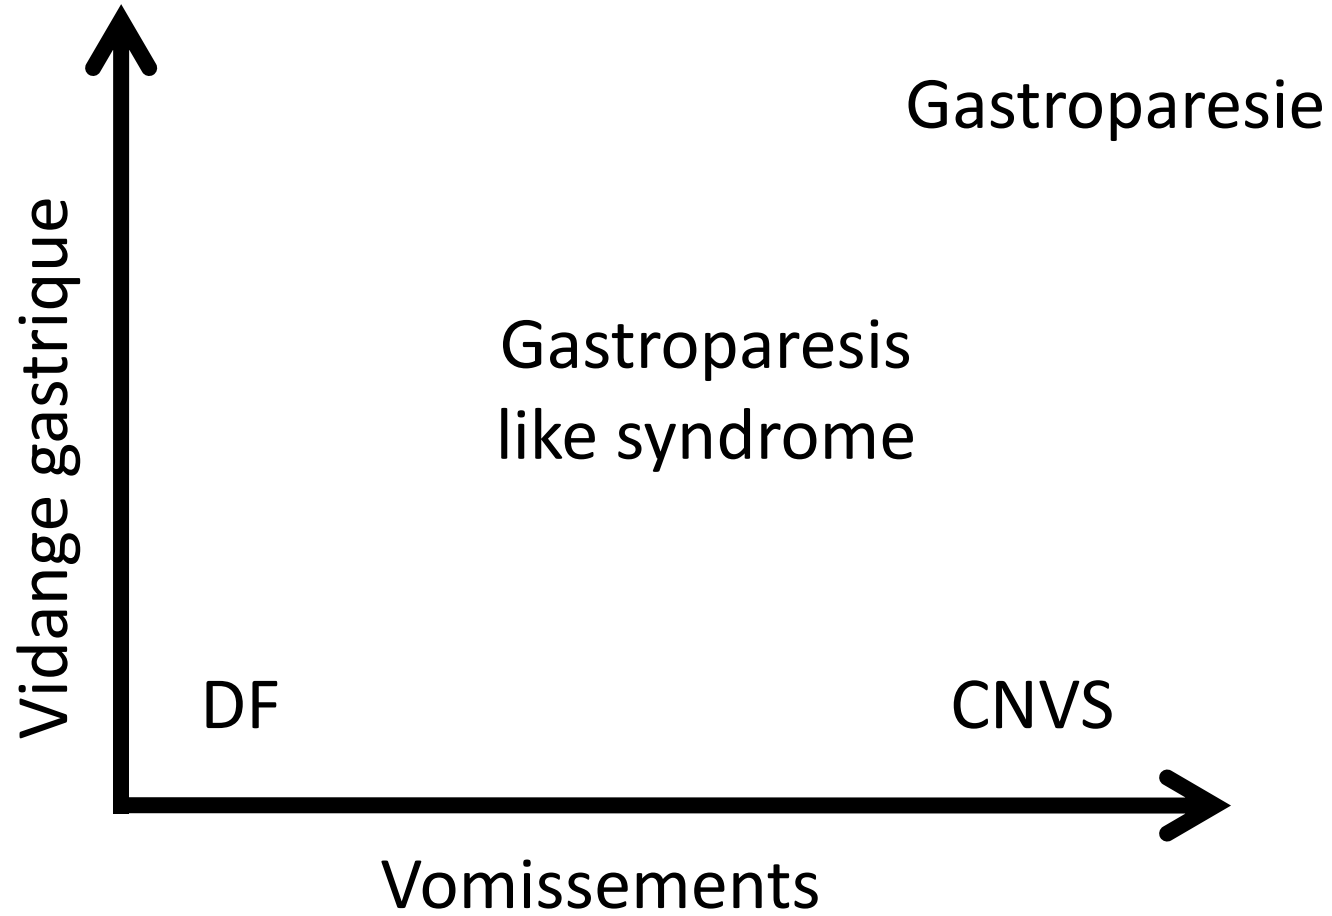 Gastroparesie
Vidange gastrique
Gastroparesis
like syndrome
DF
CNVS
Vomissements